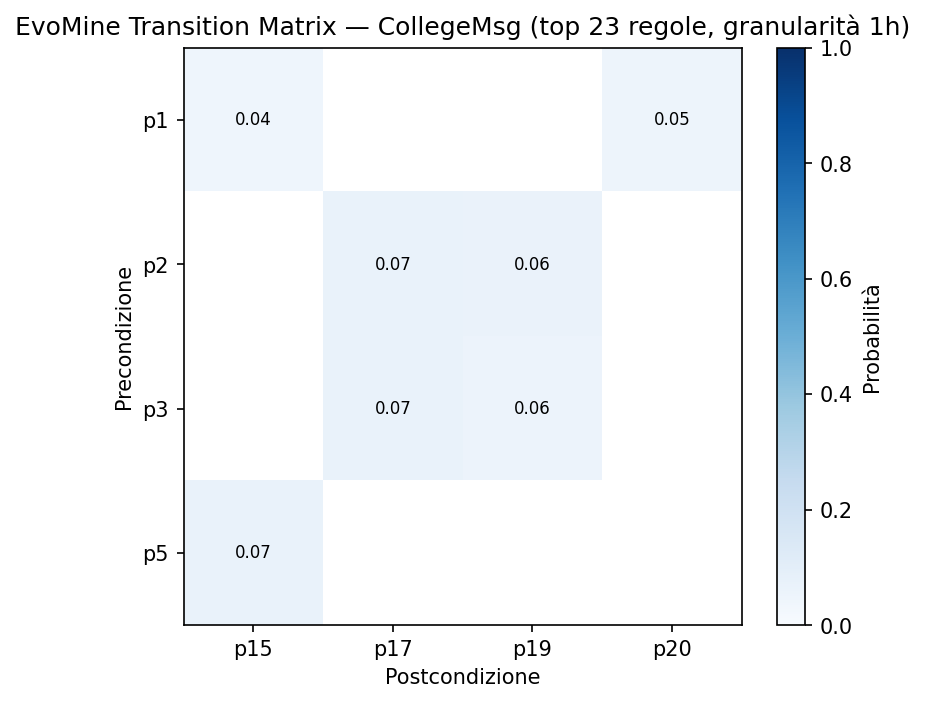 EvoMine Transition Matrix — CollegeMsg (top 23 regole, granularità 1h)
p1
p2
p3
p5
Precondizione
0.04
0.05
0.07
0.06
0.07
0.06
0.07
p15
p17
p19
p20
Postcondizione
1.0
0.8
0.6
0.4
0.2
0.0
Probabilità